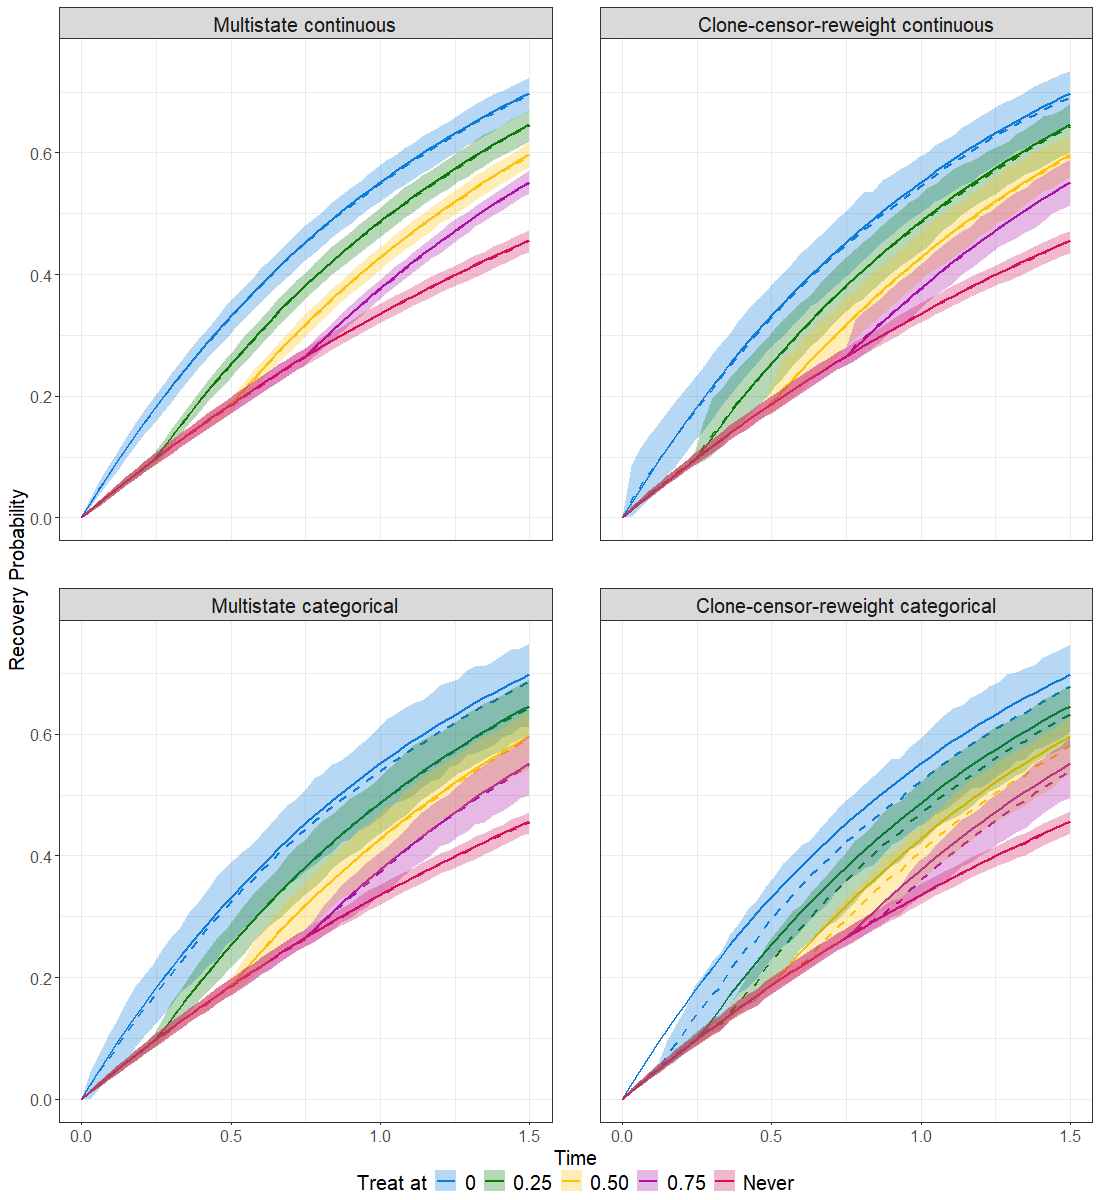 Multistate continuous
Clone-censor-reweight continuous
0.6
0.4
0.2
0.0
Recovery Probability
Multistate categorical
Clone-censor-reweight categorical
0.6
0.4
0.2
0.0
0.0 0.5 1.0 1.5
0.0 0.5 1.0 1.5
Time
Treat at 0 0.25 0.50 0.75 Never